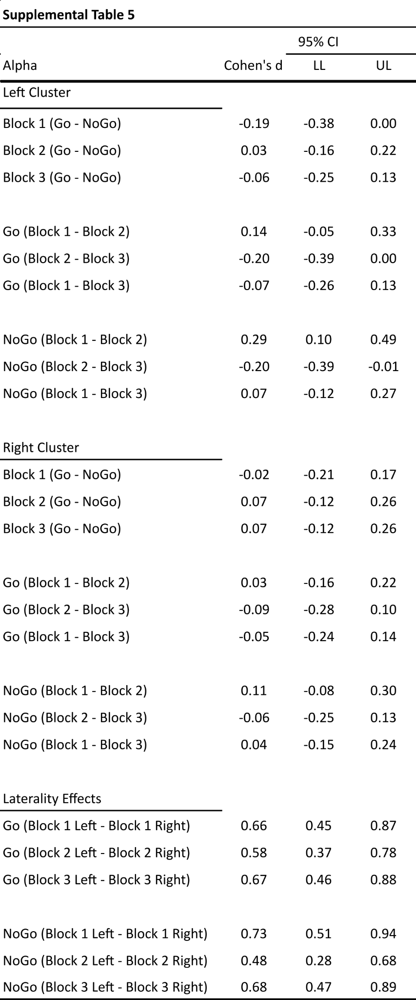 Supplemental Table 5
95% CI
Alpha Cohen's d LL UL
Left Cluster
Block 1 (Go - NoGo) -0.19 -0.38 0.00
Block 2 (Go - NoGo) 0.03 -0.16 0.22
Block 3 (Go - NoGo) -0.06 -0.25 0.13
Go (Block 1 - Block 2) 0.14 -0.05 0.33
Go (Block 2 - Block 3) -0.20 -0.39 0.00
Go (Block 1 - Block 3) -0.07 -0.26 0.13
NoGo (Block 1 - Block 2) 0.29 0.10 0.49
NoGo (Block 2 - Block 3) -0.20 -0.39 -0.01
NoGo (Block 1 - Block 3) 0.07 -0.12 0.27
Right Cluster
Block 1 (Go - NoGo) -0.02 -0.21 0.17
Block 2 (Go - NoGo) 0.07 -0.12 0.26
Block 3 (Go - NoGo) 0.07 -0.12 0.26
Go (Block 1 - Block 2) 0.03 -0.16 0.22
Go (Block 2 - Block 3) -0.09 -0.28 0.10
Go (Block 1 - Block 3) -0.05 -0.24 0.14
NoGo (Block 1 - Block 2) 0.11 -0.08 0.30
NoGo (Block 2 - Block 3) -0.06 -0.25 0.13
NoGo (Block 1 - Block 3) 0.04 -0.15 0.24
Laterality Effects
Go (Block 1 Left - Block 1 Right) 0.66 0.45 0.87
Go (Block 2 Left - Block 2 Right) 0.58 0.37 0.78
Go (Block 3 Left - Block 3 Right) 0.67 0.46 0.88
NoGo (Block 1 Left - Block 1 Right) 0.73 0.51 0.94
NoGo (Block 2 Left - Block 2 Right) 0.48 0.28 0.68
NoGo (Block 3 Left - Block 3 Right) 0.68 0.47 0.89